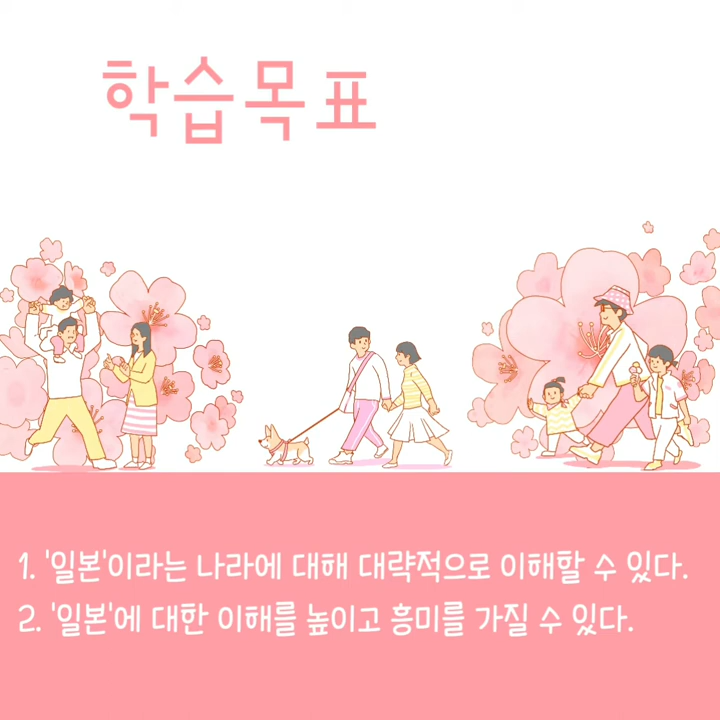 학습목표
1. '일본'이라는 나라에 대해 대략적으로 이해할 수 있다.
2. '일본'에 대한 이해를 높이고 흥미를 가질 수 있다.